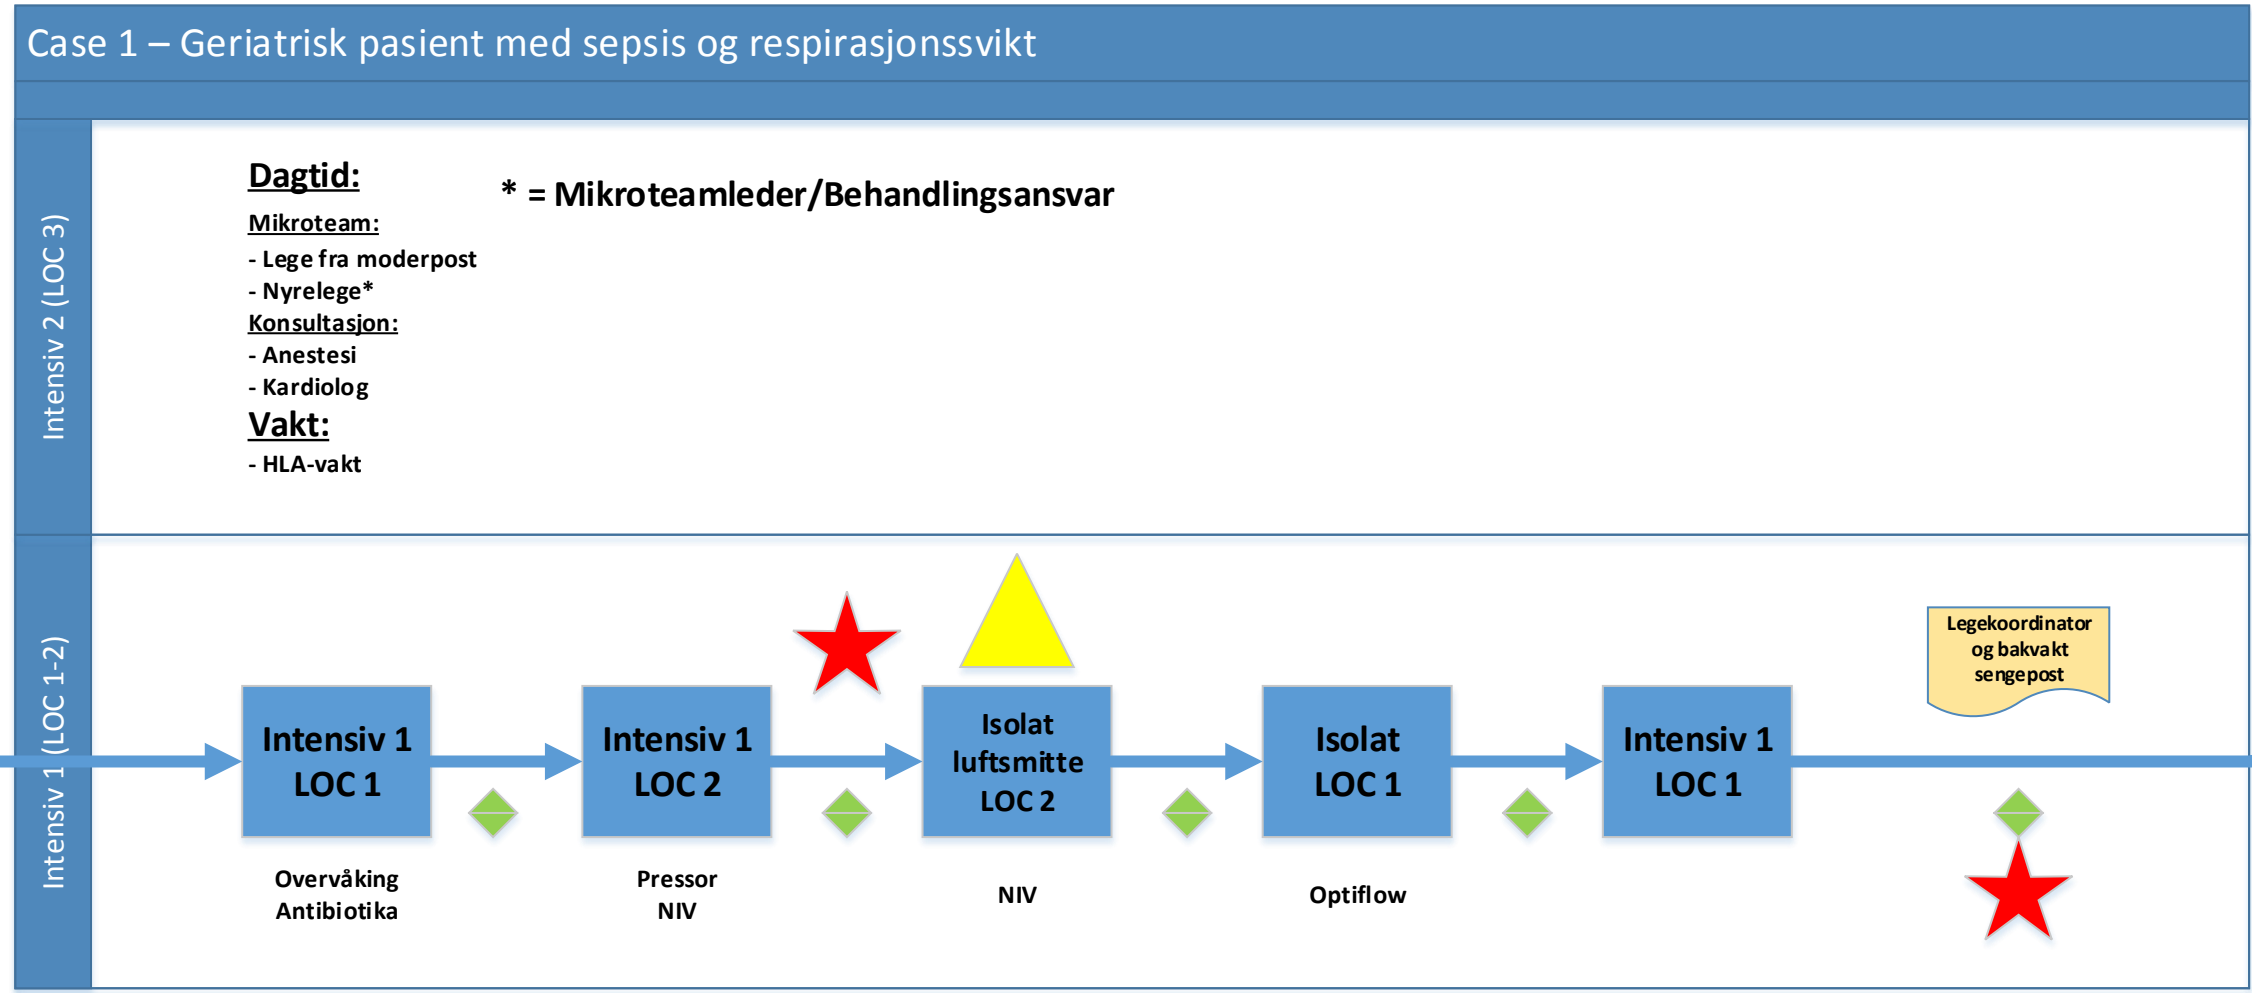 Case 1 – Geriatrisk pasient med sepsis og respirasjonssvikt
Intensiv 2 (LOC 3)
Dagtid:
* = Mikroteamleder/Behandlingsansvar
Mikroteam:
- Lege fra moderpost
- Nyrelege*
Konsultasjon:
- Anestesi
- Kardiolog
Vakt:
- HLA-vakt
Intensiv 1 (LOC 1-2)
Intensiv 1
LOC 1
Overvåking
Antibiotika
Intensiv 1
LOC 2
Pressor
NIV
Isolat
luftsmitte
LOC 2
NIV
Isolat
LOC 1
Optiflow
Intensiv 1
LOC 1
Legekoordinator
og bakvakt
sengepost